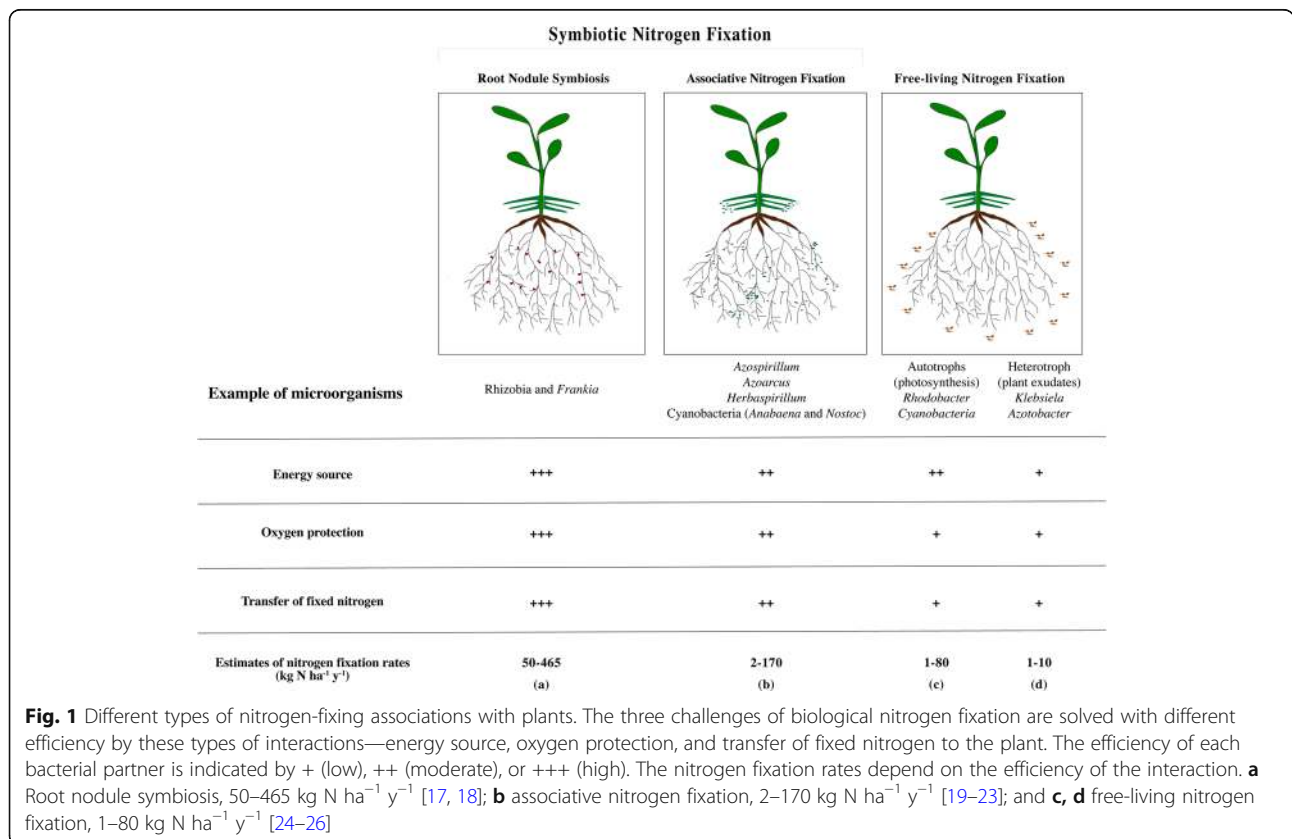 Symbiotic Nitrogen Fixation
Root Nodule Symbiosis
Associative Nitrogen Fixation
Free-living Nitrogen Fixation
Example of microorganisms
Rhizobia and Frankia
Azospirillum
Azoarcus
Herbaspirillum
Cyanobacteria (Anabaena and Nostoc)
Autotrophs
(photosynthesis)
Rhodobacter
Cyanobacteria
Heterotroph
(plant exudates)
Klebsiela
Azotobacter
Energy source +++ ++ ++ +
Oxygen protection +++ ++ + +
Transfer of fixed nitrogen +++ ++ + +
Estimates of nitrogen fixation rates
(kg N ha⁻¹ y⁻¹)
50-465 2-170 1-80 1-10
(a) (b) (c) (d)
Fig. 1 Different types of nitrogen-fixing associations with plants. The three challenges of biological nitrogen fixation are solved with different
efficiency by these types of interactions—energy source, oxygen protection, and transfer of fixed nitrogen to the plant. The efficiency of each
bacterial partner is indicated by + (low), ++ (moderate), or +++ (high). The nitrogen fixation rates depend on the efficiency of the interaction. a
Root nodule symbiosis, 50–465 kg N ha⁻¹ y⁻¹ [17, 18]; b associative nitrogen fixation, 2–170 kg N ha⁻¹ y⁻¹ [19–23]; and c, d free-living nitrogen
fixation, 1–80 kg N ha⁻¹ y⁻¹ [24–26]